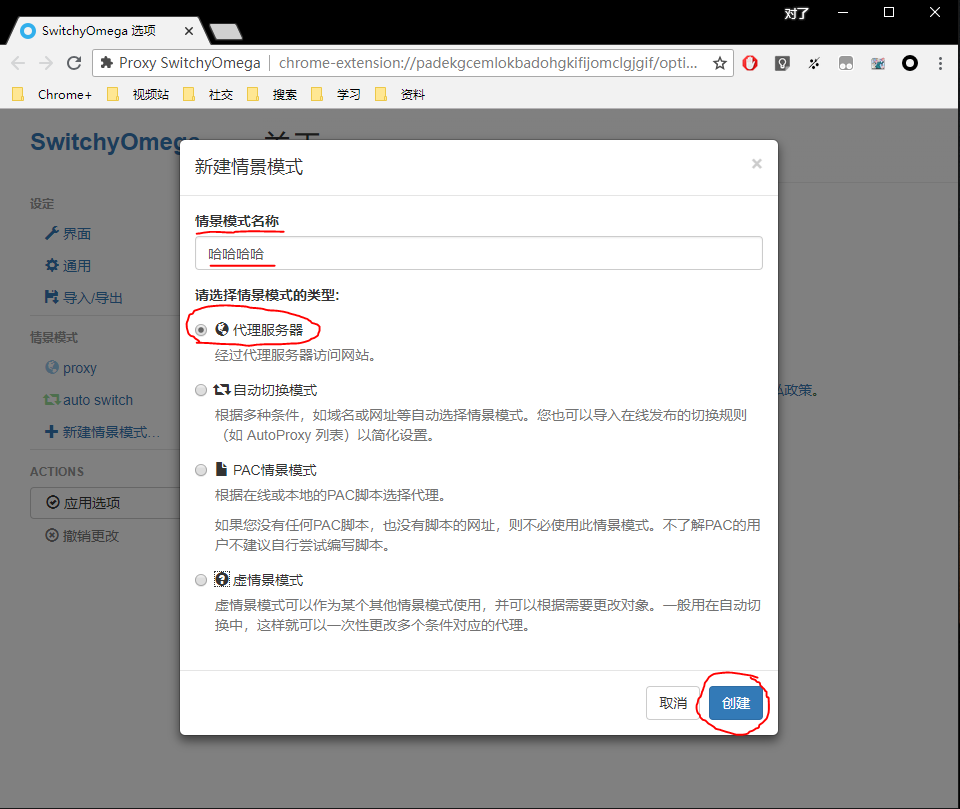 对了
SwitchyOmega 选项
Proxy SwitchyOmega
chrome-extension://padekgcemlokbadohgkifijomclgjgif/opti...
Chrome+ 视频站 社交 搜索 学习 资料
SwitchyOmega
关于
设定
界面
通用
导入/导出
情景模式
proxy
auto switch
新建情景模式...
ACTIONS
应用选项
撤销更改
新建情景模式
×
情景模式名称
哈哈哈哈
请选择情景模式的类型:
代理服务器
经过代理服务器访问网站。
自动切换模式
根据多种条件，如域名或网址等自动选择情景模式。您也可以导入在线发布的切换规则
（如 AutoProxy 列表）以简化设置。
PAC情景模式
根据在线或本地的PAC脚本选择代理。
如果您没有任何PAC脚本，也没有脚本的网址，则不必使用此情景模式。不了解PAC的用
户不建议自行尝试编写脚本。
虚情景模式
虚情景模式可以作为某个其他情景模式使用，并可以根据需要更改对象。一般用在自动切
换中，这样就可以一次性更改多个条件对应的代理。
政策。
取消
创建